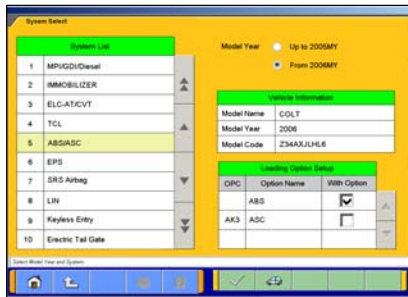 System Select
System List
1 MPI/GDI/Diesel
2 IMMOBILIZER
3 ELC-AT/CVT
4 TCL
5 ABS/ASC
6 EPS
7 SRS Airbag
8 LIN
9 Keyless Entry
10 Erectric Tail Gate
Model Year
Up to 2005MY
From 2006MY
Vehicle Information
Model Name COLT
Model Year 2006
Model Code Z34AXJLHL6
Loading Option Setup
OPC Option Name With Option
ABS
AK3 ASC
Select Model Year and System